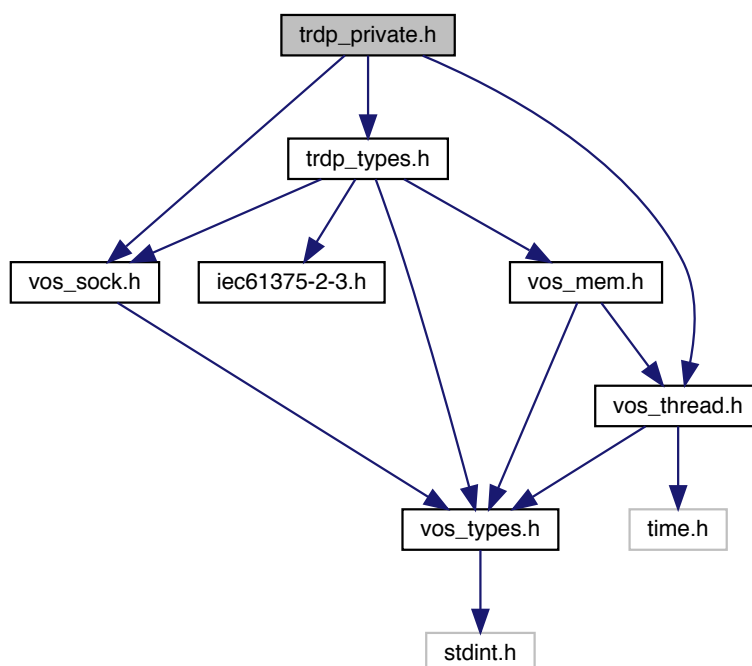 trdp_private.h
trdp_types.h
vos_sock.h
iec61375-2-3.h
vos_mem.h
vos_thread.h
vos_types.h
time.h
stdint.h